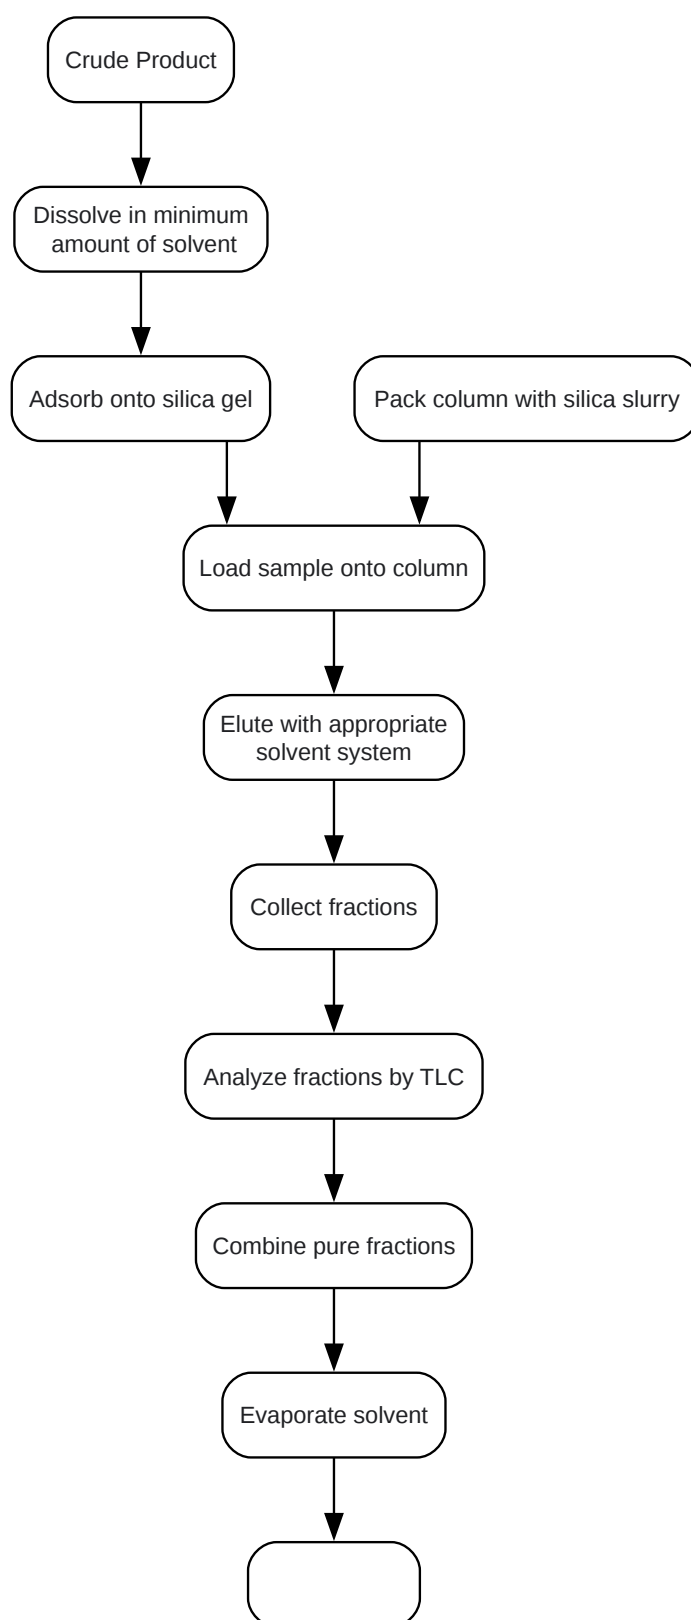 Crude Product
Dissolve in minimum
amount of solvent
Adsorb onto silica gel
Pack column with silica slurry
Load sample onto column
Elute with appropriate
solvent system
Collect fractions
Analyze fractions by TLC
Combine pure fractions
Evaporate solvent